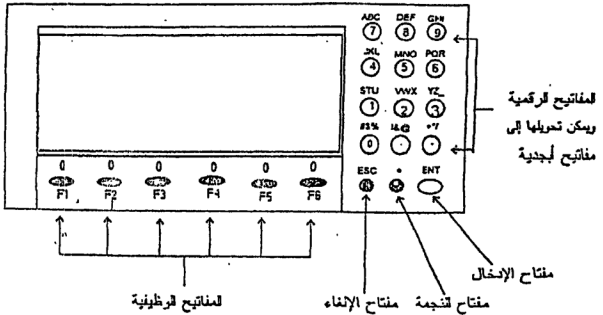 ABC DEF GHI
7 8 9
JKL MNO PQR
4 5 6
STU VWX YZ_
1 2 3
#$% !&@ +*/
0 . -
ESC * ENT
0 0 0 0 0 0
F1 F2 F3 F4 F5 F6
المفاتيح الرقمية
ويمكن تحويلها إلى
مفاتيح أبجدية
مفتاح الإدخال
مفتاح النجمة
مفتاح الإلغاء
المفاتيح الوظيفية